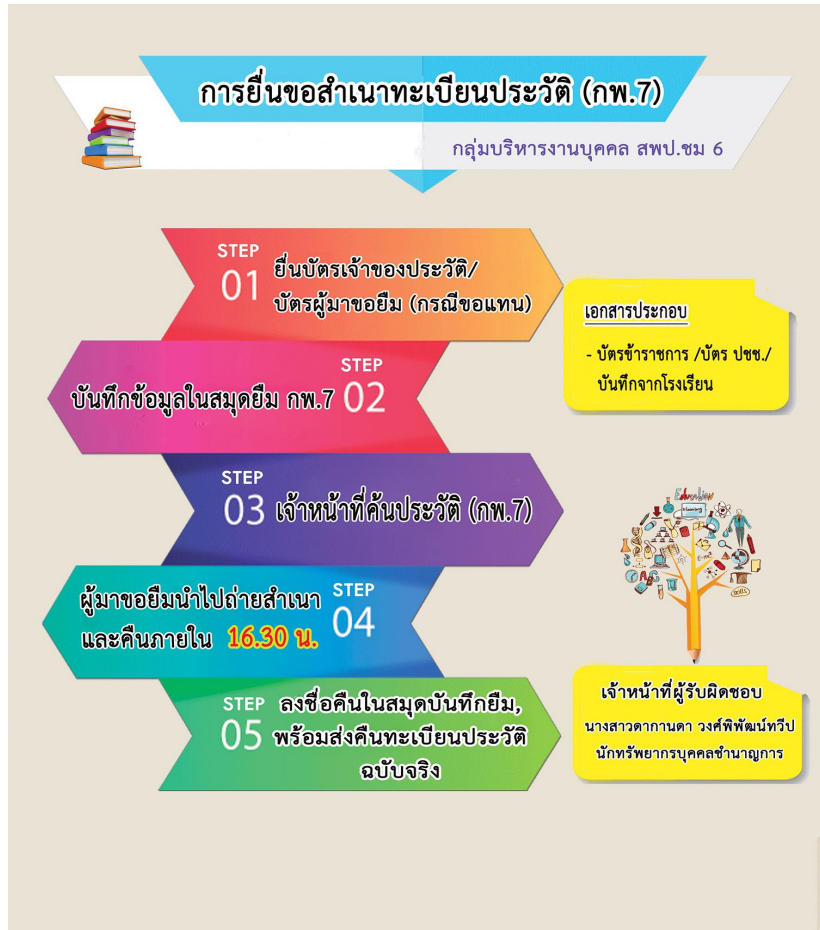 การยื่นขอสำเนาทะเบียนประวัติ (กพ.7)
กลุ่มบริหารงานบุคคล สพป.ชม 6
STEP
01
ยื่นบัตรเจ้าของประวัติ/
บัตรผู้มาขอยืม (กรณีขอแทน)
เอกสารประกอบ
- บัตรข้าราชการ /บัตร ปชช./
บันทึกจากโรงเรียน
STEP
บันทึกข้อมูลในสมุดยืม กพ.7 02
STEP
03 เจ้าหน้าที่ค้นประวัติ (กพ.7)
Education
ผู้มาขอยืมนำไปถ่ายสำเนา
และคืนภายใน 16.30 น.
STEP
04
STEP
05
ลงชื่อคืนในสมุดบันทึกยืม,
พร้อมส่งคืนทะเบียนประวัติ
ฉบับจริง
เจ้าหน้าที่ผู้รับผิดชอบ
นางสาวดากานดา วงศ์พิพัฒน์ทวีป
นักทรัพยากรบุคคลชำนาญการ